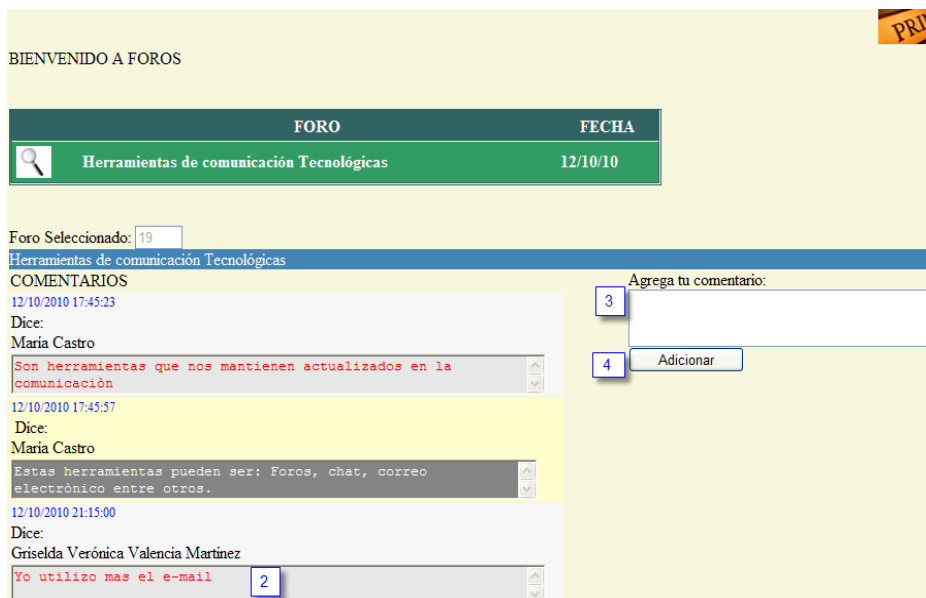 BIENVENIDO A FOROS
FORO FECHA
Herramientas de comunicación Tecnológicas 12/10/10
Foro Seleccionado: 19
Herramientas de comunicación Tecnológicas
COMENTARIOS
12/10/2010 17:45:23
Dice:
Maria Castro
Son herramientas que nos mantienen actualizados en la
comunicaciòn
12/10/2010 17:45:57
Dice:
Maria Castro
Estas herramientas pueden ser: Foros, chat, correo
electrònico entre otros.
12/10/2010 21:15:00
Dice:
Griselda Verónica Valencia Martínez
Yo utilizo mas el e-mail
2
Agrega tu comentario:
3
4
Adicionar